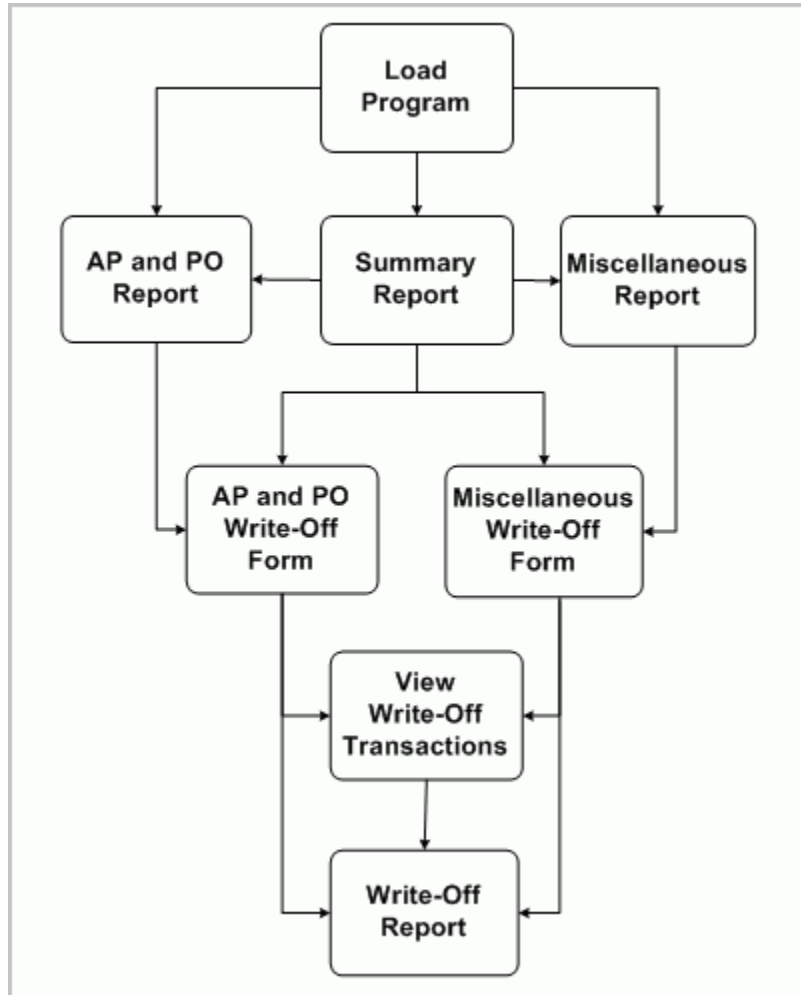 Load
Program
AP and PO
Report
Summary
Report
Miscellaneous
Report
AP and PO
Write-Off
Form
Miscellaneous
Write-Off
Form
View
Write-Off
Transactions
Write-Off
Report